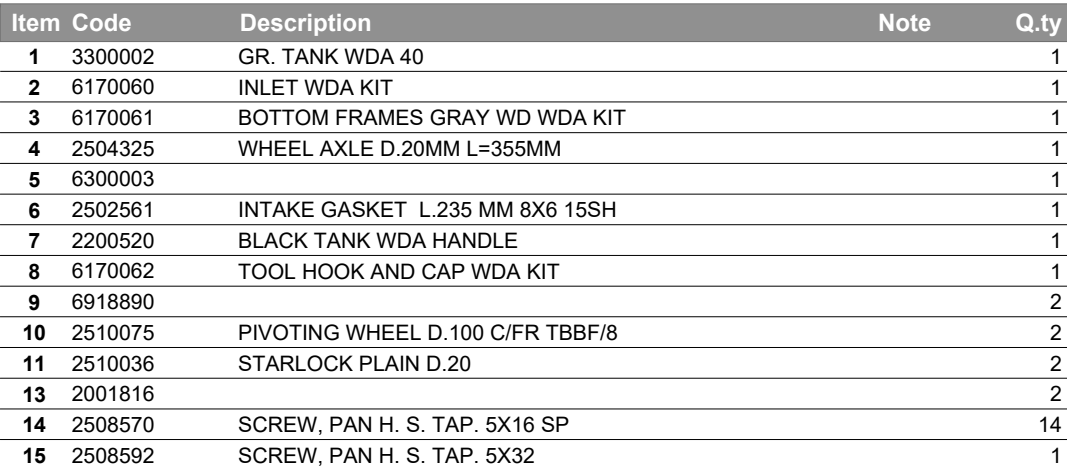 Item Code Description Note Q.ty
1 3300002 GR. TANK WDA 40 1
2 6170060 INLET WDA KIT 1
3 6170061 BOTTOM FRAMES GRAY WD WDA KIT 1
4 2504325 WHEEL AXLE D.20MM L=355MM 1
5 6300003 1
6 2502561 INTAKE GASKET L.235 MM 8X6 15SH 1
7 2200520 BLACK TANK WDA HANDLE 1
8 6170062 TOOL HOOK AND CAP WDA KIT 1
9 6918890 2
10 2510075 PIVOTING WHEEL D.100 C/FR TBBF/8 2
11 2510036 STARLOCK PLAIN D.20 2
13 2001816 2
14 2508570 SCREW, PAN H. S. TAP. 5X16 SP 14
15 2508592 SCREW, PAN H. S. TAP. 5X32 1